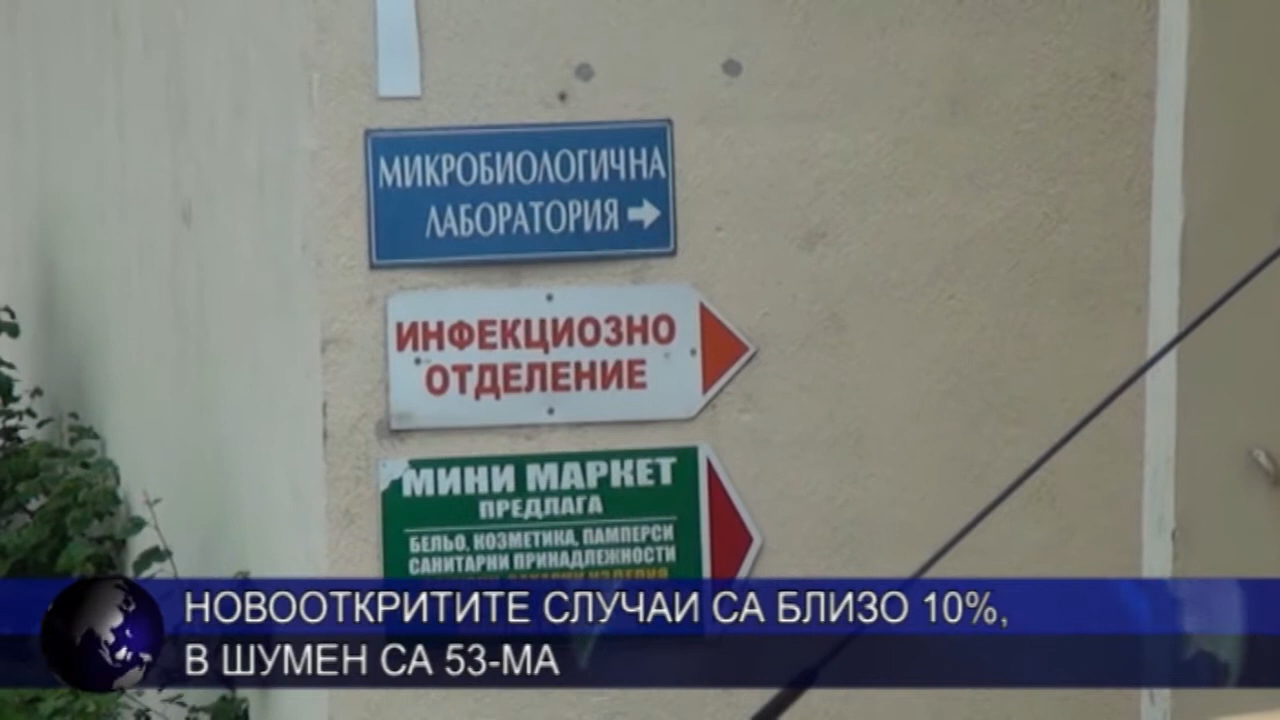 МИКРОБИОЛОГИЧНА
ЛАБОРАТОРИЯ
ИНФЕКЦИОЗНО
ОТДЕЛЕНИЕ
МИНИ МАРКЕТ
ПРЕДЛАГА
БЕЛЬО, КОЗМЕТИКА, ПАМПЕРСИ
САНИТАРНИ ПРИНАДЛЕЖНОСТИ
ИЗДЕЛИЯ
НОВООТКРИТИТЕ СЛУЧАИ СА БЛИЗО 10%,
В ШУМЕН СА 53-МА